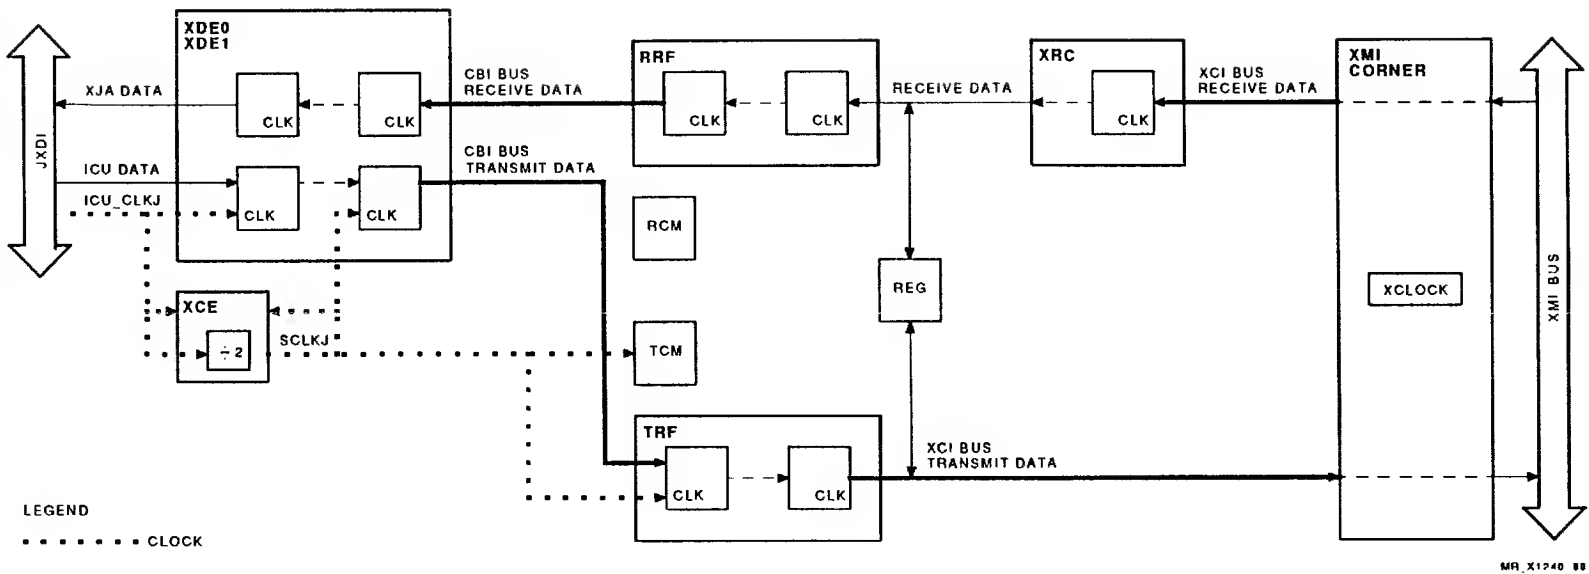 XDE0
XDE1
CBI BUS
RECEIVE DATA
RRF
XRC
XCI BUS
RECEIVE DATA
XMI
CORNER
XJA DATA
RECEIVE DATA
CLK
CLK
CLK
CLK
CLK
JXDI
ICU DATA
ICU_CLKJ
CLK
CLK
CBI BUS
TRANSMIT DATA
RCM
REG
XCLOCK
XMI BUS
XCE
÷ 2
SCLKJ
TCM
TRF
CLK
CLK
XCI BUS
TRANSMIT DATA
LEGEND
CLOCK
MR_X1240_88